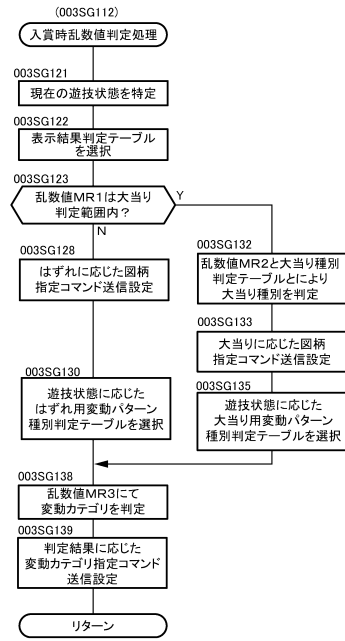 (003SG112)
入賞時乱数値判定処理
003SG121
現在の遊技状態を特定
003SG122
表示結果判定テーブル
を選択
003SG123
乱数値MR1は大当り
判定範囲内?
Y
N
003SG128
はずれに応じた図柄
指定コマンド送信設定
003SG130
遊技状態に応じた
はずれ用変動パターン
種別判定テーブルを選択
003SG132
乱数値MR2と大当り種別
判定テーブルとにより
大当り種別を判定
003SG133
大当りに応じた図柄
指定コマンド送信設定
003SG135
遊技状態に応じた
大当り用変動パターン
種別判定テーブルを選択
003SG138
乱数値MR3にて
変動カテゴリを判定
003SG139
判定結果に応じた
変動カテゴリ指定コマンド
送信設定
リターン